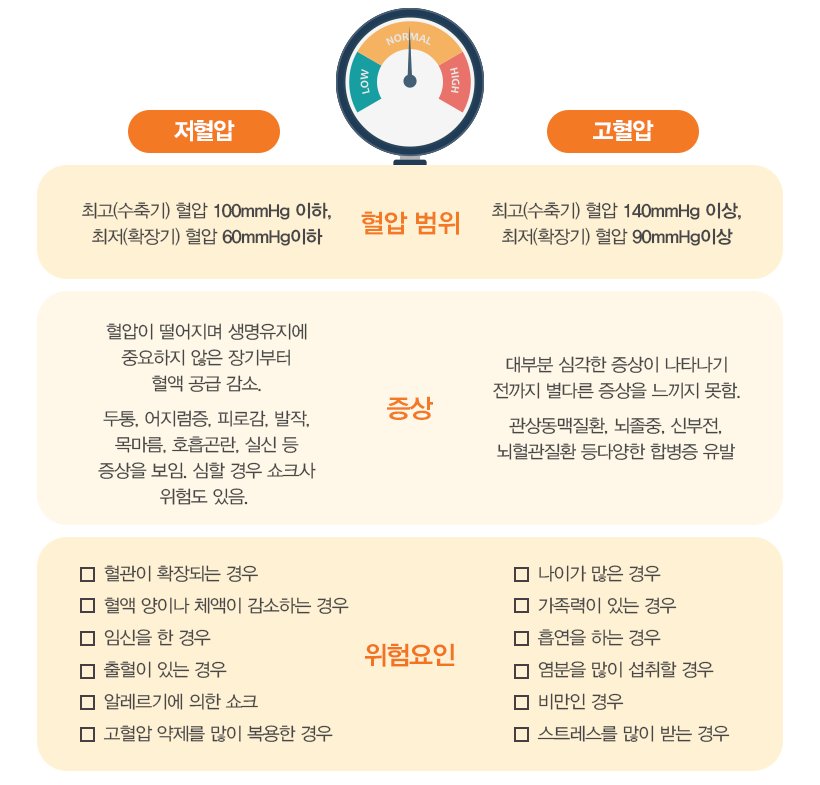 LOW
NORMAL
HIGH
저혈압
고혈압
최고(수축기) 혈압 100mmHg 이하,
최저(확장기) 혈압 60mmHg이하
혈압 범위
최고(수축기) 혈압 140mmHg 이상,
최저(확장기) 혈압 90mmHg이상
혈압이 떨어지며 생명유지에
중요하지 않은 장기부터
혈액 공급 감소.
두통, 어지럼증, 피로감, 발작,
목마름, 호흡곤란, 실신 등
증상을 보임. 심할 경우 쇼크사
위험도 있음.
증상
대부분 심각한 증상이 나타나기
전까지 별다른 증상을 느끼지 못함.
관상동맥질환, 뇌졸중, 신부전,
뇌혈관질환 등다양한 합병증 유발
혈관이 확장되는 경우
혈액 양이나 체액이 감소하는 경우
임신을 한 경우
출혈이 있는 경우
알레르기에 의한 쇼크
고혈압 약제를 많이 복용한 경우
위험요인
나이가 많은 경우
가족력이 있는 경우
흡연을 하는 경우
염분을 많이 섭취할 경우
비만인 경우
스트레스를 많이 받는 경우